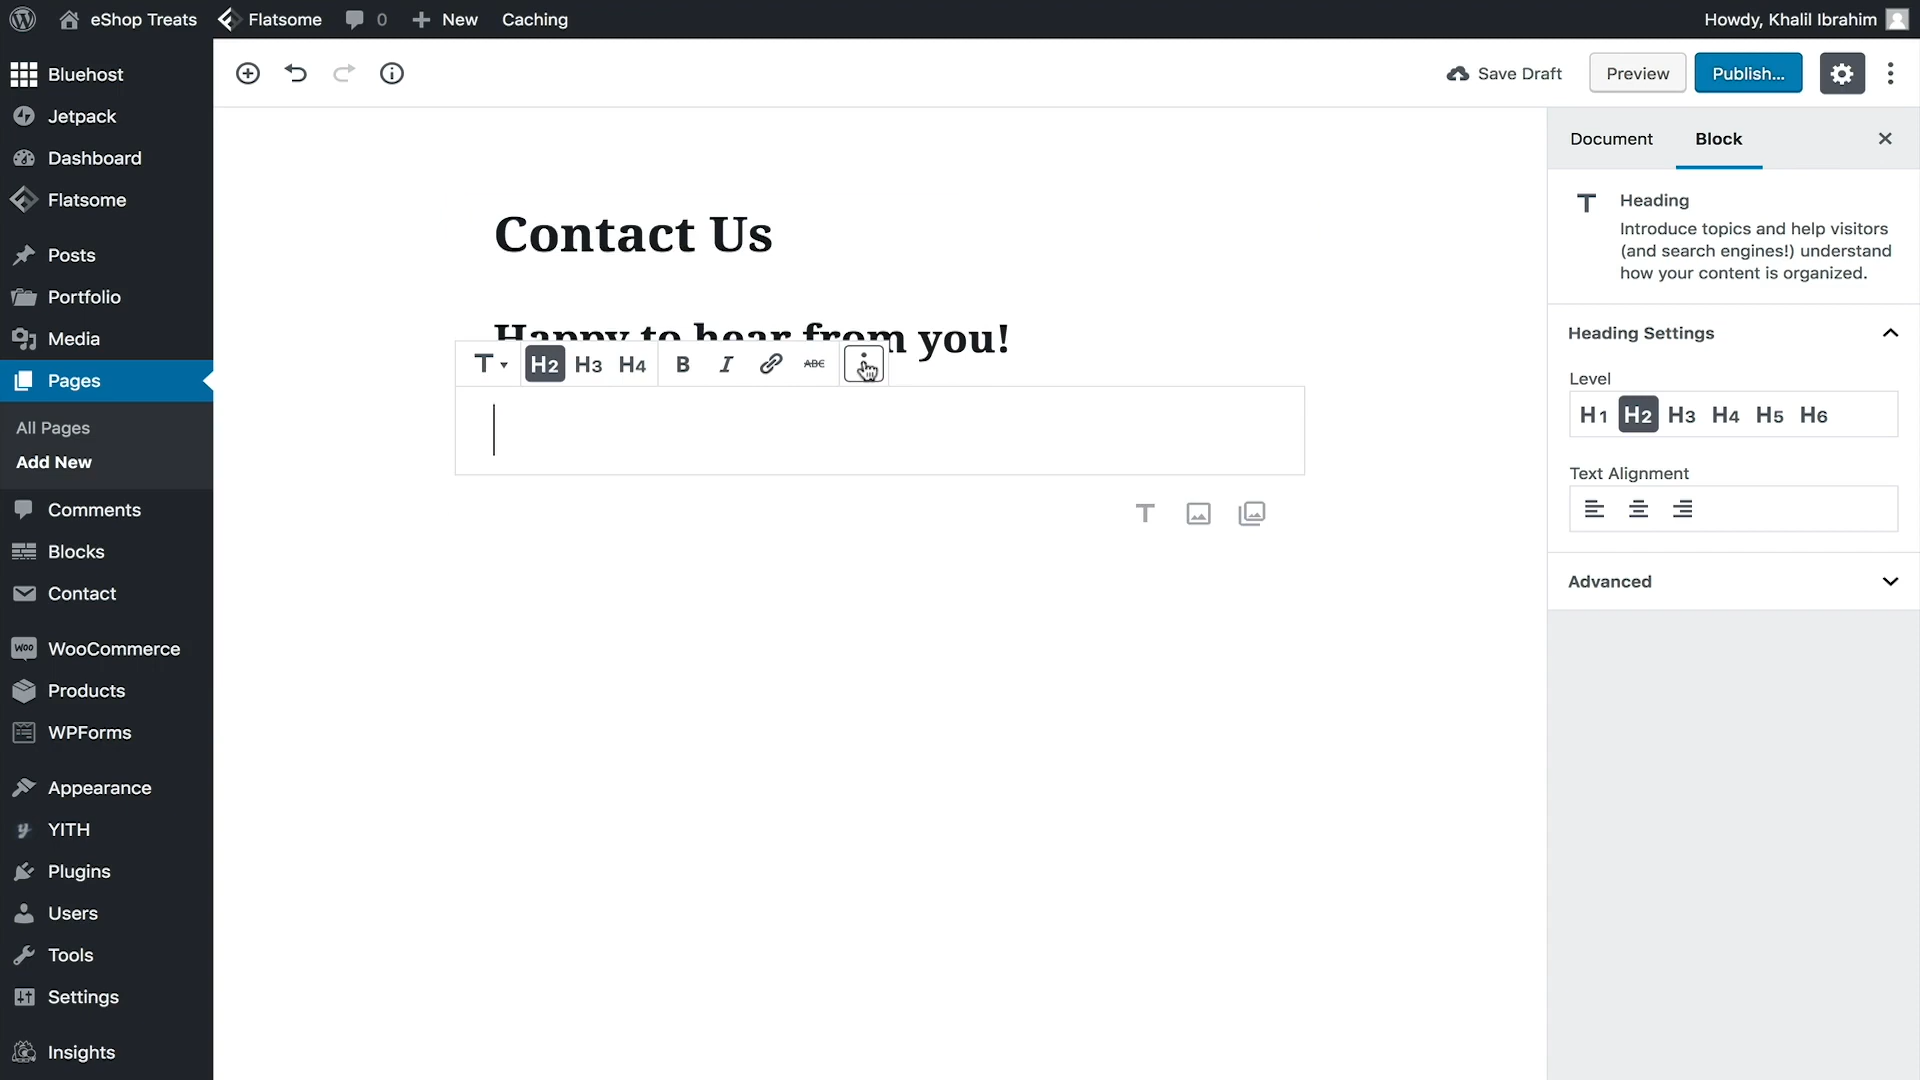 eShop Treats Flatsome 0 New Caching Howdy, Khalil Ibrahim
Bluehost
Jetpack
Dashboard
Flatsome
Posts
Portfolio
Media
Pages
All Pages
Add New
Comments
Blocks
Contact
WOO WooCommerce
Products
WPForms
Appearance
YITH
Plugins
Users
Tools
Settings
Insights
Save Draft Preview Publish...
Contact Us
Happy to hear from you!
T H2 H3 H4 B I ABC
T
Document Block
T Heading
Introduce topics and help visitors
(and search engines!) understand
how your content is organized.
Heading Settings
Level
H1 H2 H3 H4 H5 H6
Text Alignment
Advanced